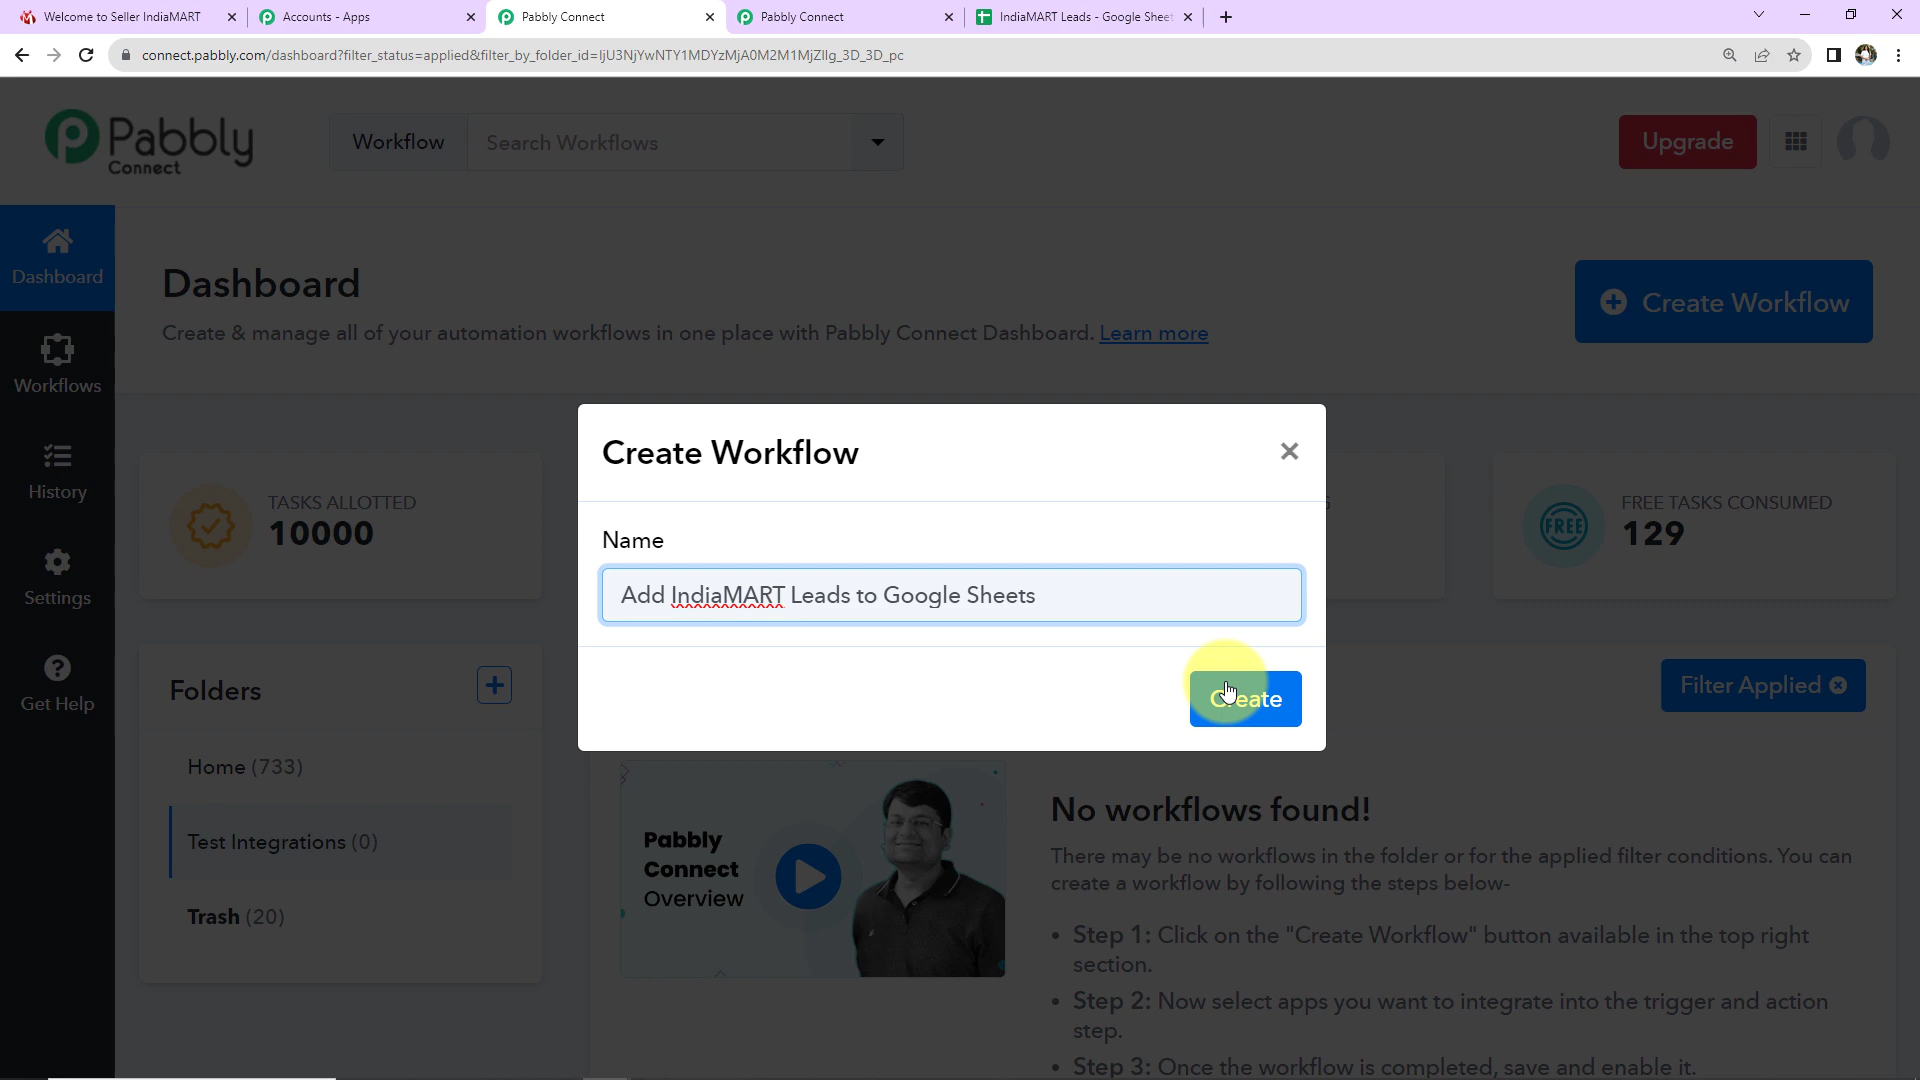 Welcome to Seller IndiaMART
Accounts - Apps
Pabbly Connect
Pabbly Connect
IndiaMART Leads - Google Sheet
connect.pabbly.com/dashboard?filter_status=applied&filter_by_folder_id=IjU3NjYwNTY1MDYzMjA0M2M1MjZlIg_3D_3D_pc
Pabbly
Connect
Workflow
Search Workflows
Upgrade
Dashboard
Workflows
History
Settings
Get Help
Dashboard
Create & manage all of your automation workflows in one place with Pabbly Connect Dashboard. Learn more
Create Workflow
TASKS ALLOTTED
10000
FREE TASKS CONSUMED
FREE
129
Create Workflow
Name
Add IndiaMART Leads to Google Sheets
Create
Folders
Home (733)
Test Integrations (0)
Trash (20)
Filter Applied
Pabbly
Connect
Overview
No workflows found!
There may be no workflows in the folder or for the applied filter conditions. You can
create a workflow by following the steps below-
• Step 1: Click on the "Create Workflow" button available in the top right
section.
• Step 2: Now select apps you want to integrate into the trigger and action
step.
• Step 3: Once the workflow is completed, save and enable it.